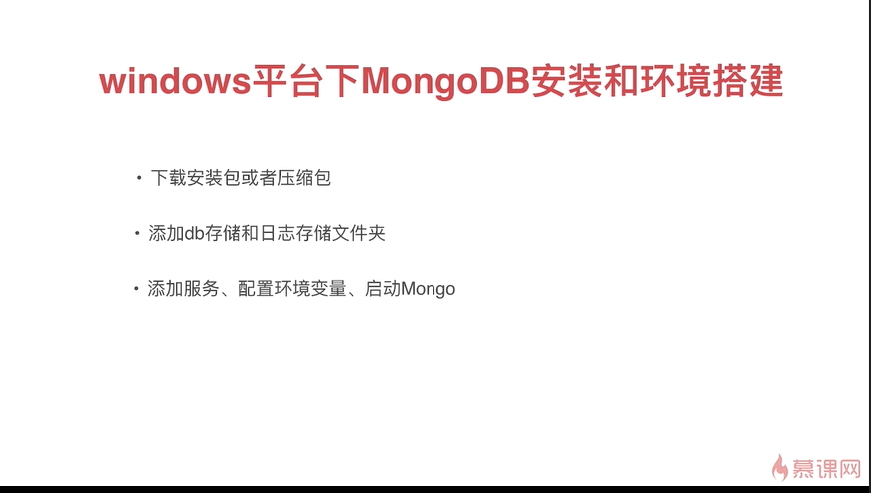 windows平台下MongoDB安装和环境搭建
• 下载安装包或者压缩包
• 添加db存储和日志存储文件夹
• 添加服务、配置环境变量、启动Mongo
慕课网